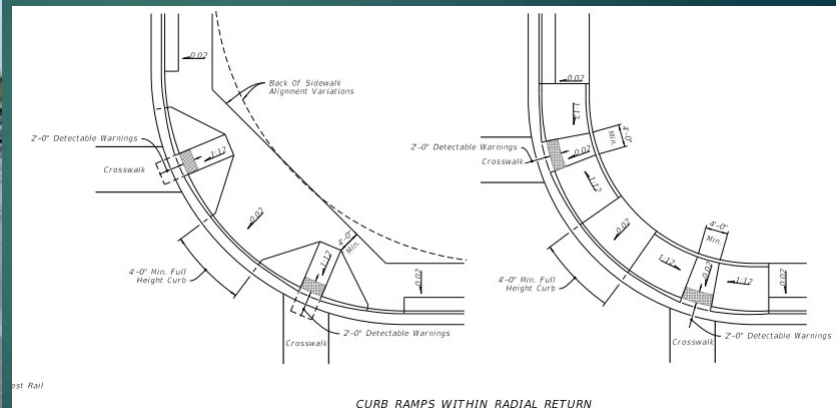 0.02
Back Of Sidewalk
Alignment Variations
2'-0" Detectable Warnings
Crosswalk
1:12
0.02
4'-0" Min. Full
Height Curb
1:12
4'-0"
Min.
0.02
2'-0" Detectable Warnings
Crosswalk
0.02
1:12
4'-0"
Min.
2'-0" Detectable Warnings
Crosswalk
0.02
1:12
0.02
4'-0" Min. Full
Height Curb
1:12
4'-0"
Min.
0.02
1:12
0.02
2'-0" Detectable Warnings
Crosswalk
est Rail
CURB RAMPS WITHIN RADIAL RETURN